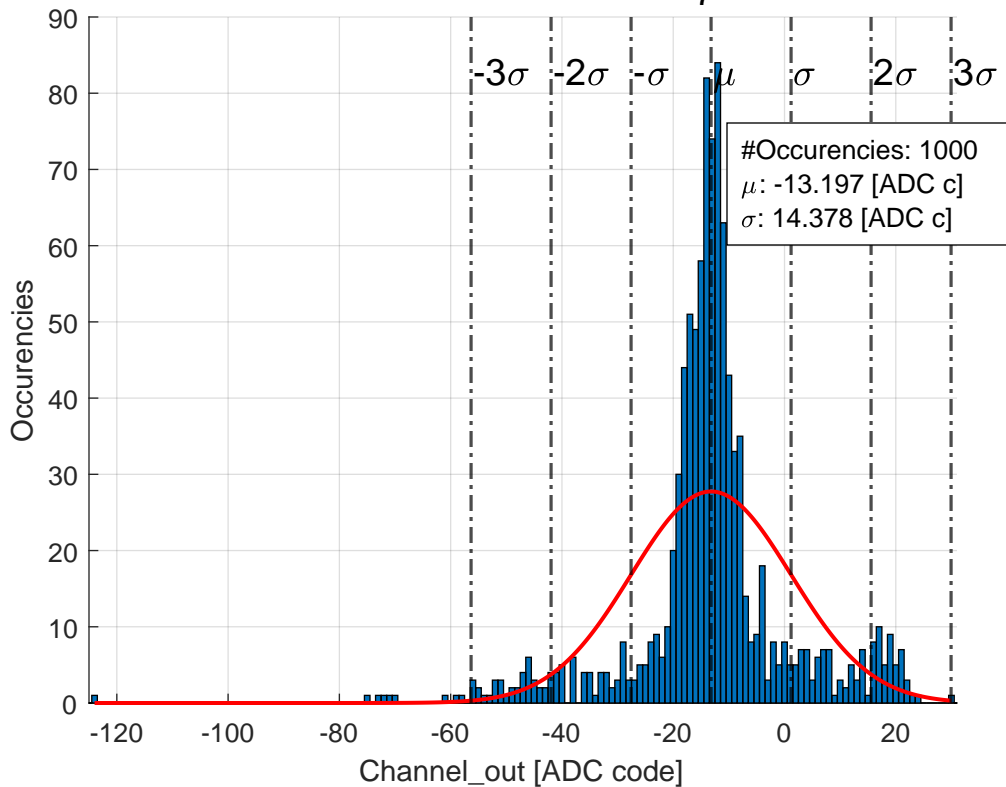 90
80
70
60
50
40
30
20
10
0
-3σ
-2σ
-σ
μ
σ
2σ
3σ
#Occurencies: 1000
μ: -13.197 [ADC c]
σ: 14.378 [ADC c]
Occurencies
-120
-100
-80
-60
-40
-20
0
20
Channel_out [ADC code]